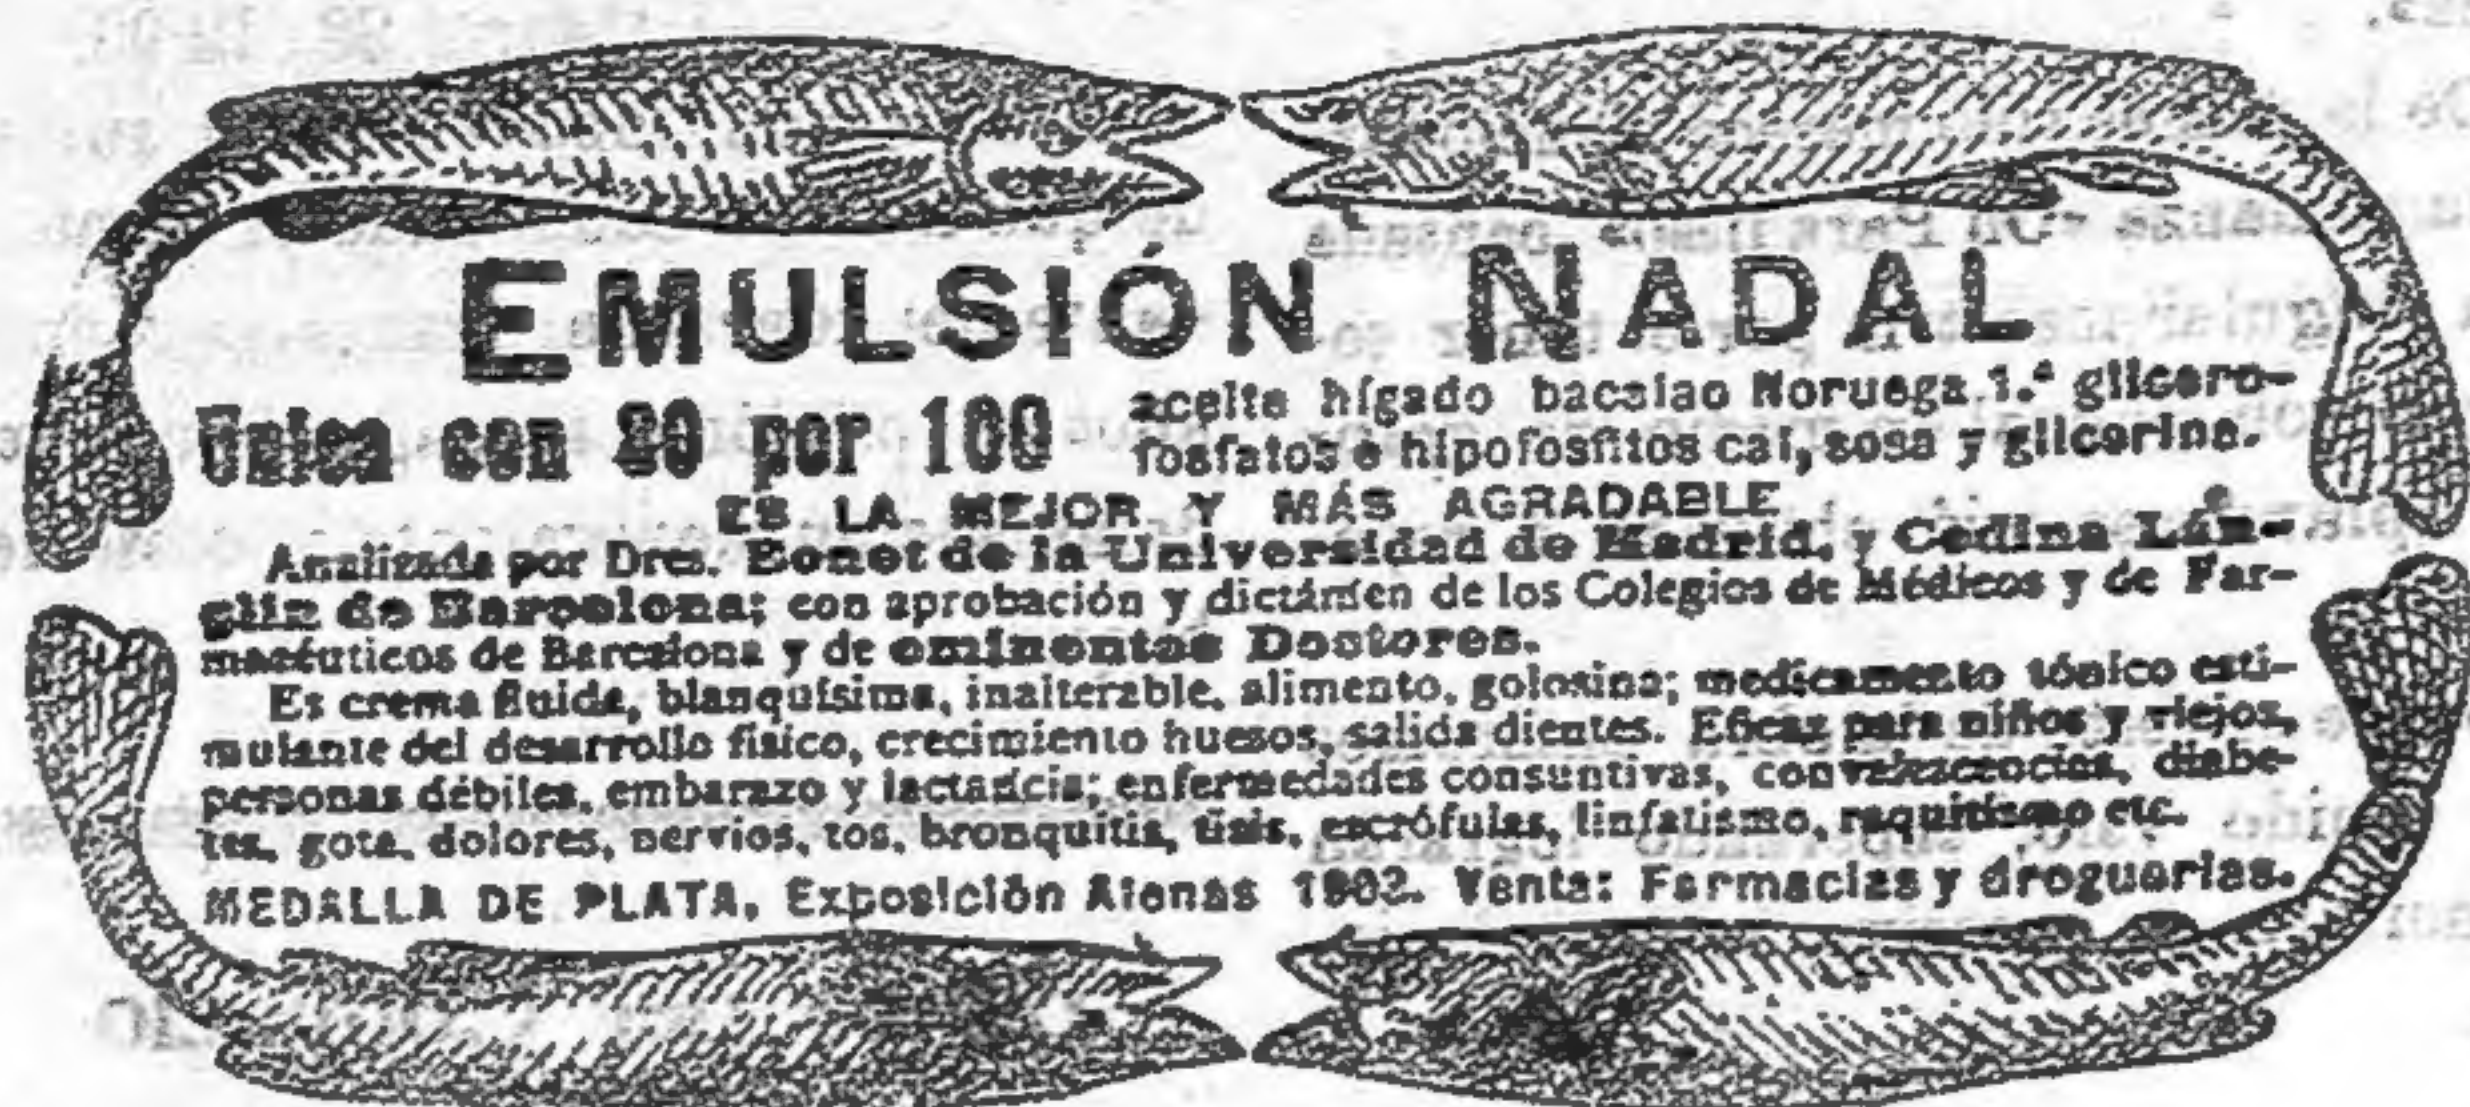 EMULSIÓN NADAL
Única con 20 por 100 aceite hígado bacalao Noruega 1.ª glicero-
fosfatos e hipofosfitos cal, sosa y glicerina.
ES LA MEJOR Y MÁS AGRADABLE
Analizada por Dres. Bonet de la Universidad de Madrid, y Codina Län-
glin de Barcelona; con aprobación y dictámen de los Colegios de Médicos y de Far-
macéuticos de Barcelona y de eminentes Doctores.
Es crema fluida, blanquísima, inalterable, alimento, golosina; medicamento tónico esti-
mulante del desarrollo físico, crecimiento huesos, salida dientes. Eficaz para niños y viejos,
personas débiles, embarazo y lactancia; enfermedades consuntivas, convalescencias, diabe-
tes, gota, dolores, nervios, tos, bronquitis, tisis, escrófulas, linfatismo, raquitismo etc.
MEDALLA DE PLATA, Exposición Atenas 1903. Venta: Farmacias y droguerías.